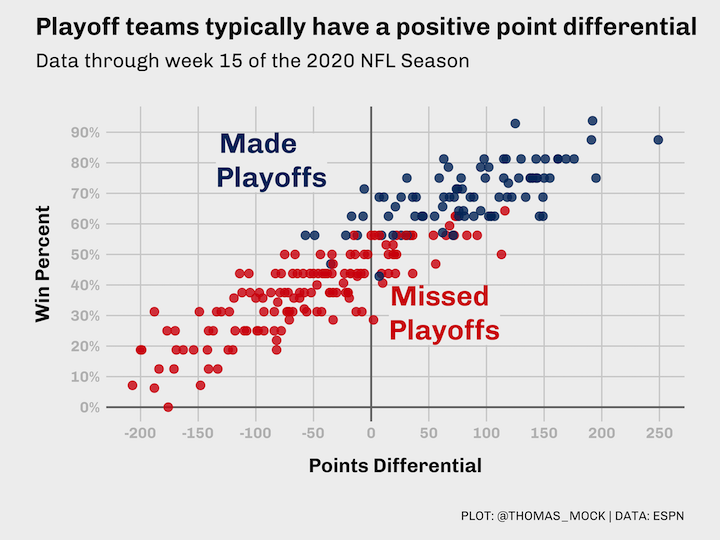 Playoff teams typically have a positive point differential
Data through week 15 of the 2020 NFL Season
Made
Playoffs
Missed
Playoffs
Win Percent
90%
80%
70%
60%
50%
40%
30%
20%
10%
0%
-200 -150 -100 -50 0 50 100 150 200 250
Points Differential
PLOT: @THOMAS_MOCK | DATA: ESPN